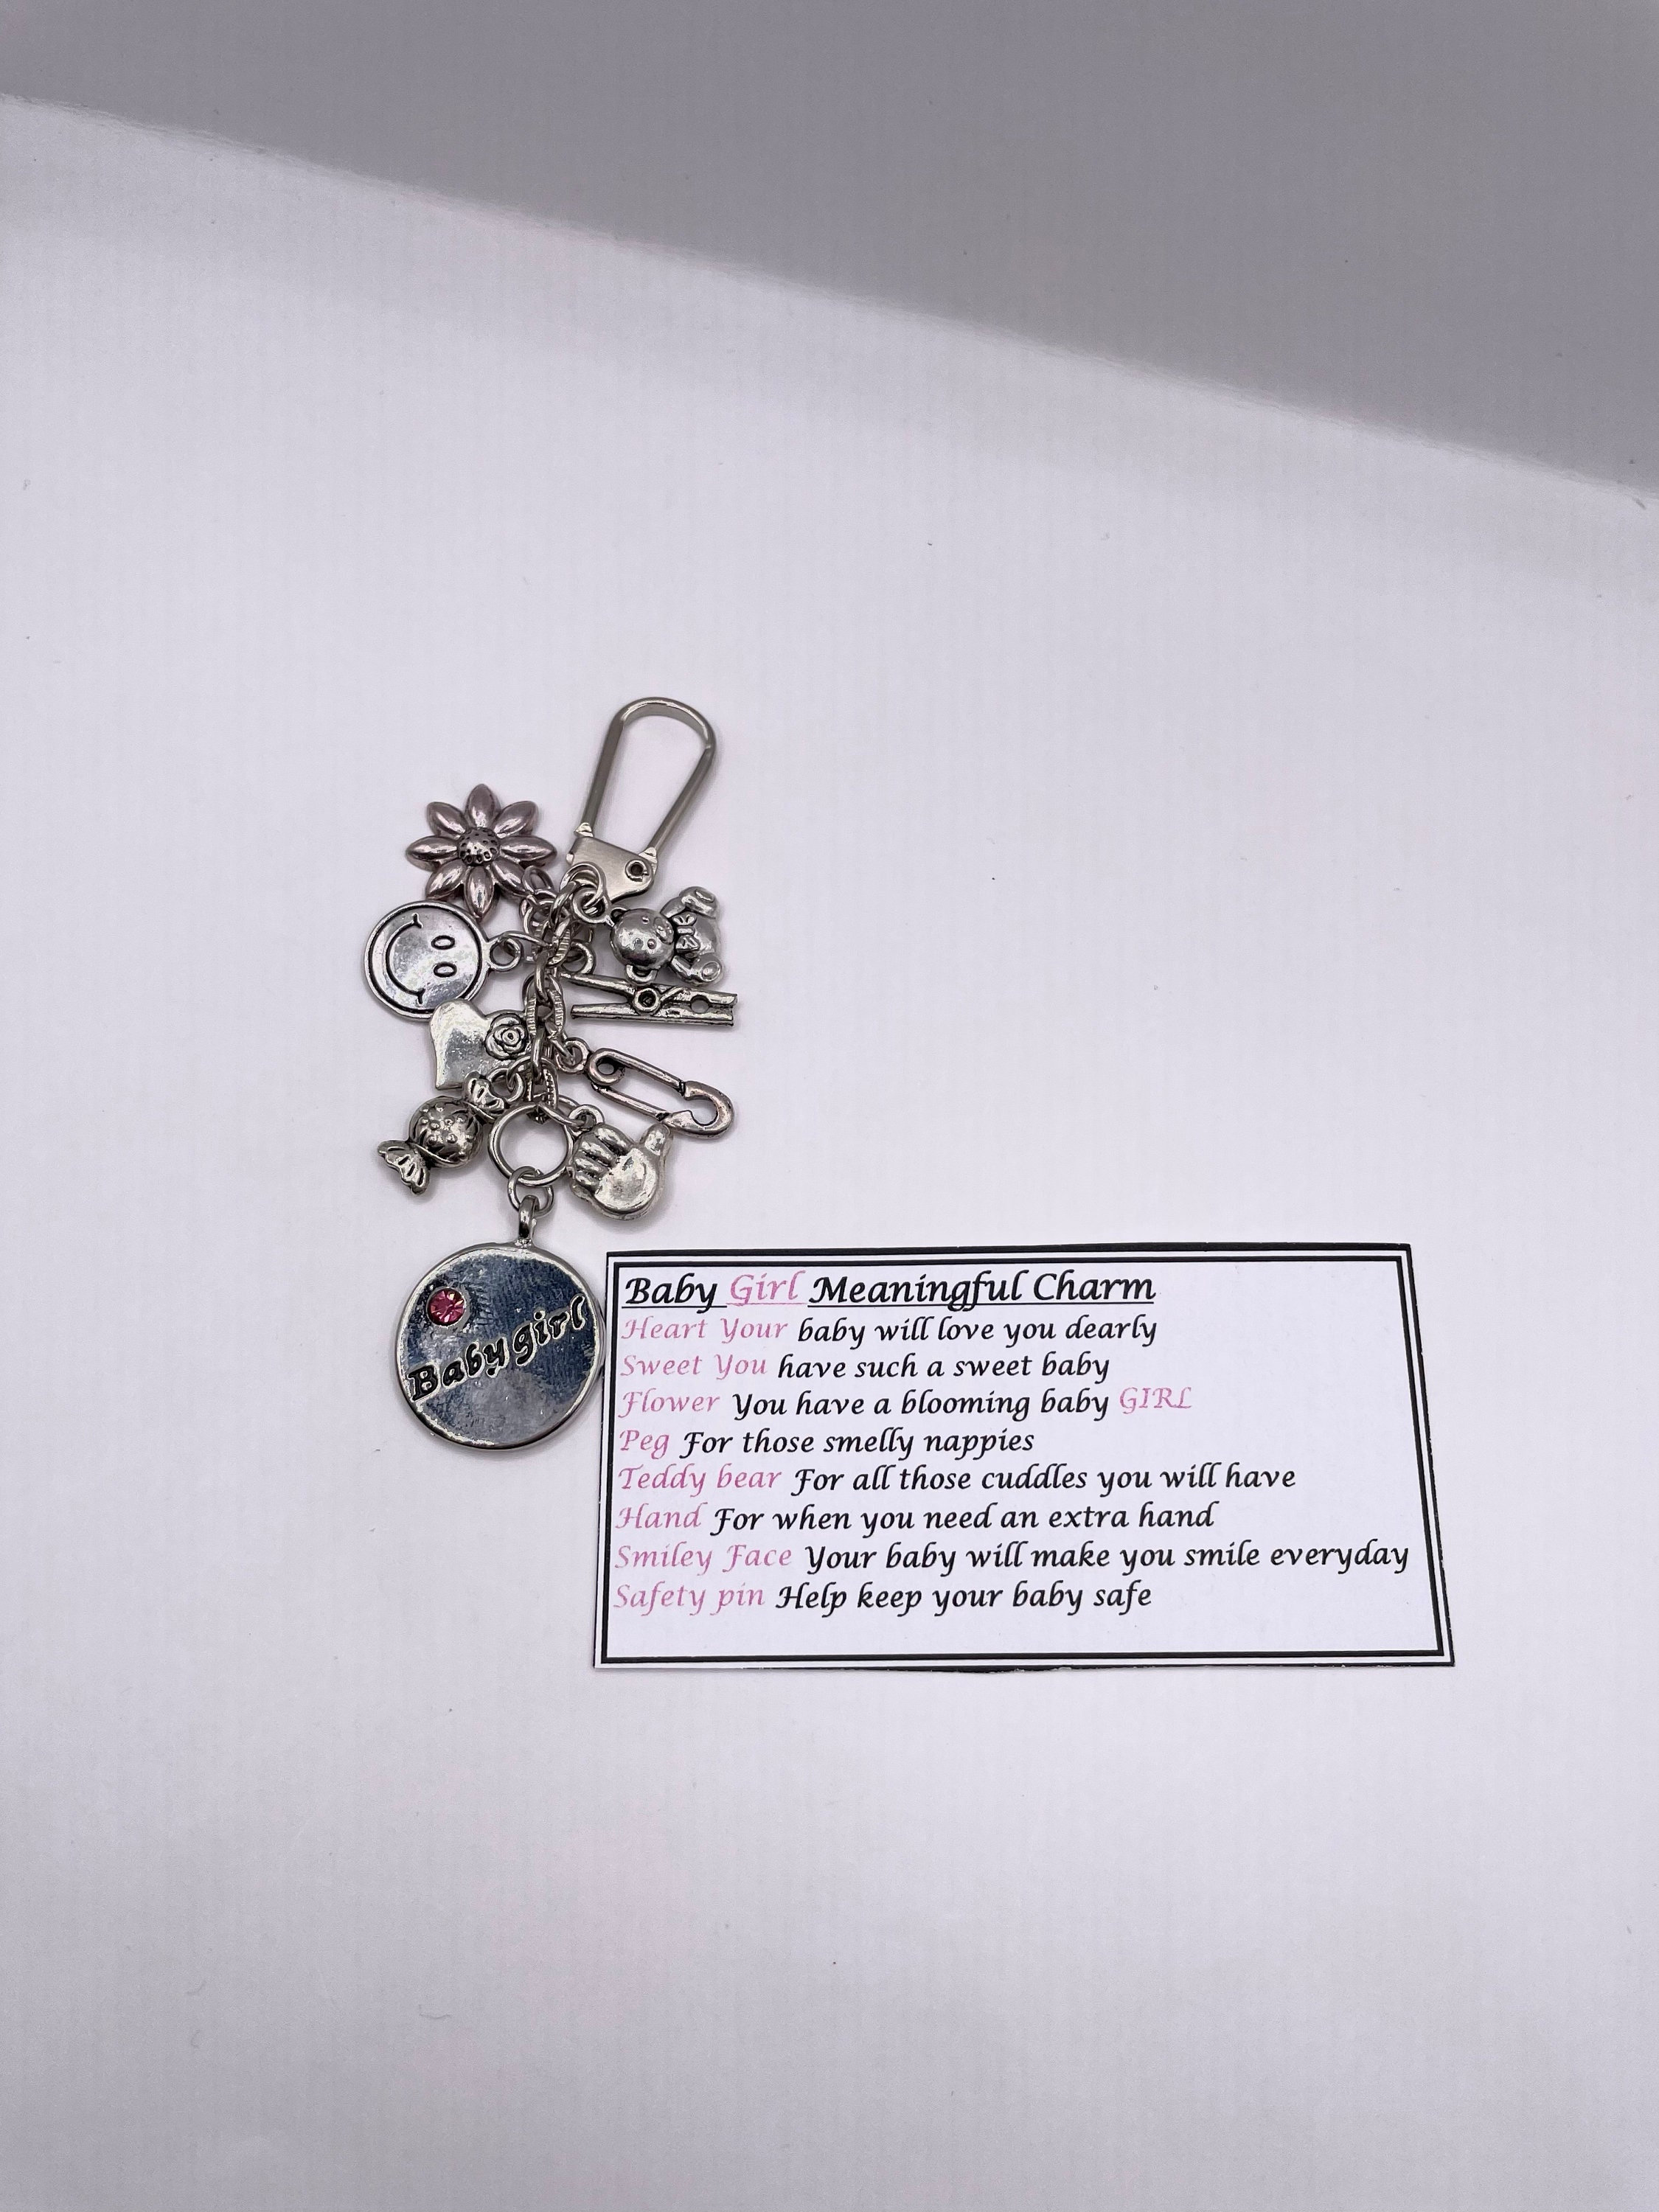 Baby girl
Baby Girl Meaningful Charm
Heart Your baby will love you dearly
Sweet You have such a sweet baby
Flower You have a blooming baby GIRL
Peg For those smelly nappies
Teddy bear For all those cuddles you will have
Hand For when you need an extra hand
Smiley Face Your baby will make you smile everyday
Safety pin Help keep your baby safe